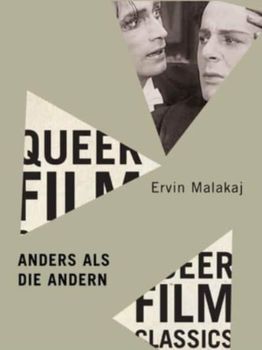 QUEER
FILM
Ervin Malakaj
ANDERS ALS
DIE ANDERN
QUEER
FILM
CLASSICS